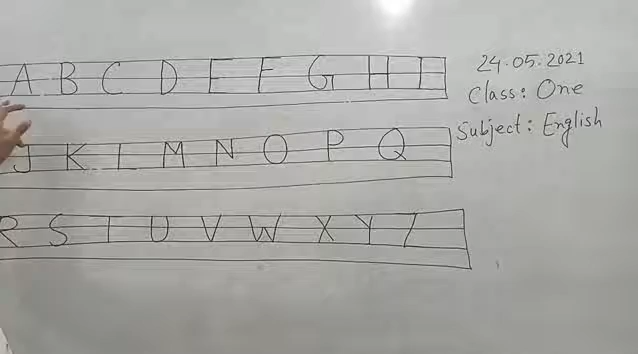 A B C D E F G H I
J K L M N O P Q
R S T U V W X Y Z
24.05.2021
Class: One
Subject: English